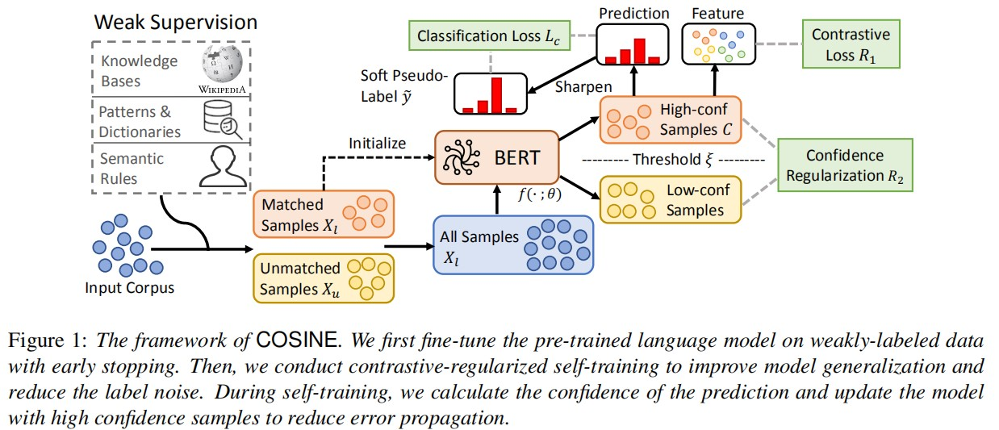 Weak Supervision
Knowledge
Bases
WIKIPEDIA
Patterns &
Dictionaries
Semantic
Rules
Input Corpus
Matched
Samples X_l
Unmatched
Samples X_u
Initialize
BERT
f(· ; θ)
All Samples
X_l
Classification Loss L_c
Soft Pseudo-
Label ỹ
Prediction
Sharpen
Feature
Contrastive
Loss R_1
High-conf
Samples C
Threshold ξ
Low-conf
Samples
Confidence
Regularization R_2
Figure 1: The framework of COSINE. We first fine-tune the pre-trained language model on weakly-labeled data
with early stopping. Then, we conduct contrastive-regularized self-training to improve model generalization and
reduce the label noise. During self-training, we calculate the confidence of the prediction and update the model
with high confidence samples to reduce error propagation.